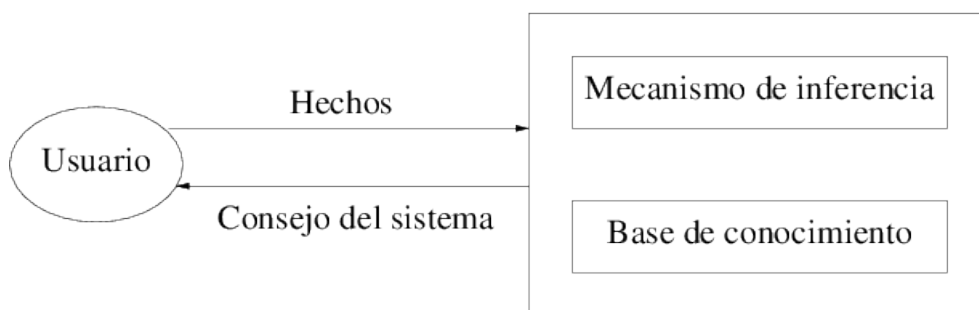 Usuario
Hechos
Consejo del sistema
Mecanismo de inferencia
Base de conocimiento